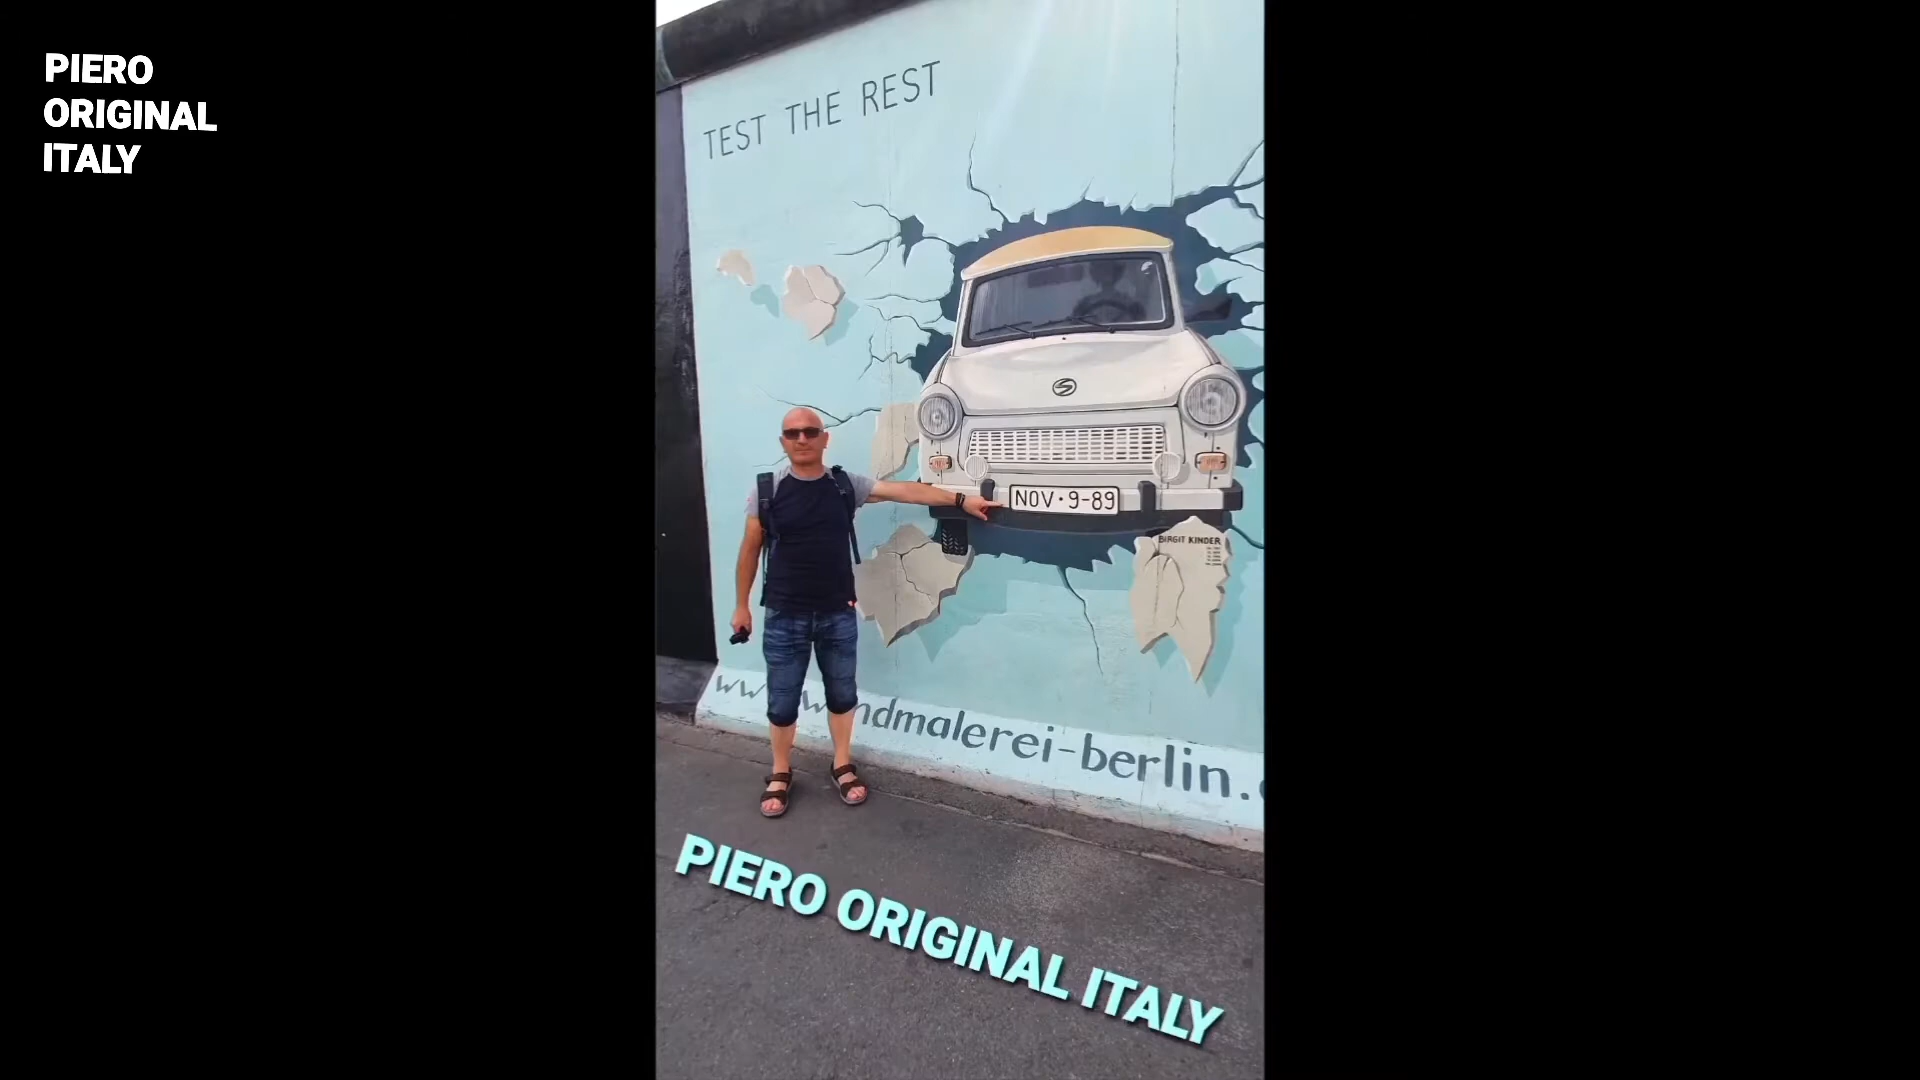 PIERO
ORIGINAL
ITALY
TEST THE REST
NOV•9-89
BIRGIT KINDER
ndmalerei-berlin.
PIERO ORIGINAL ITALY